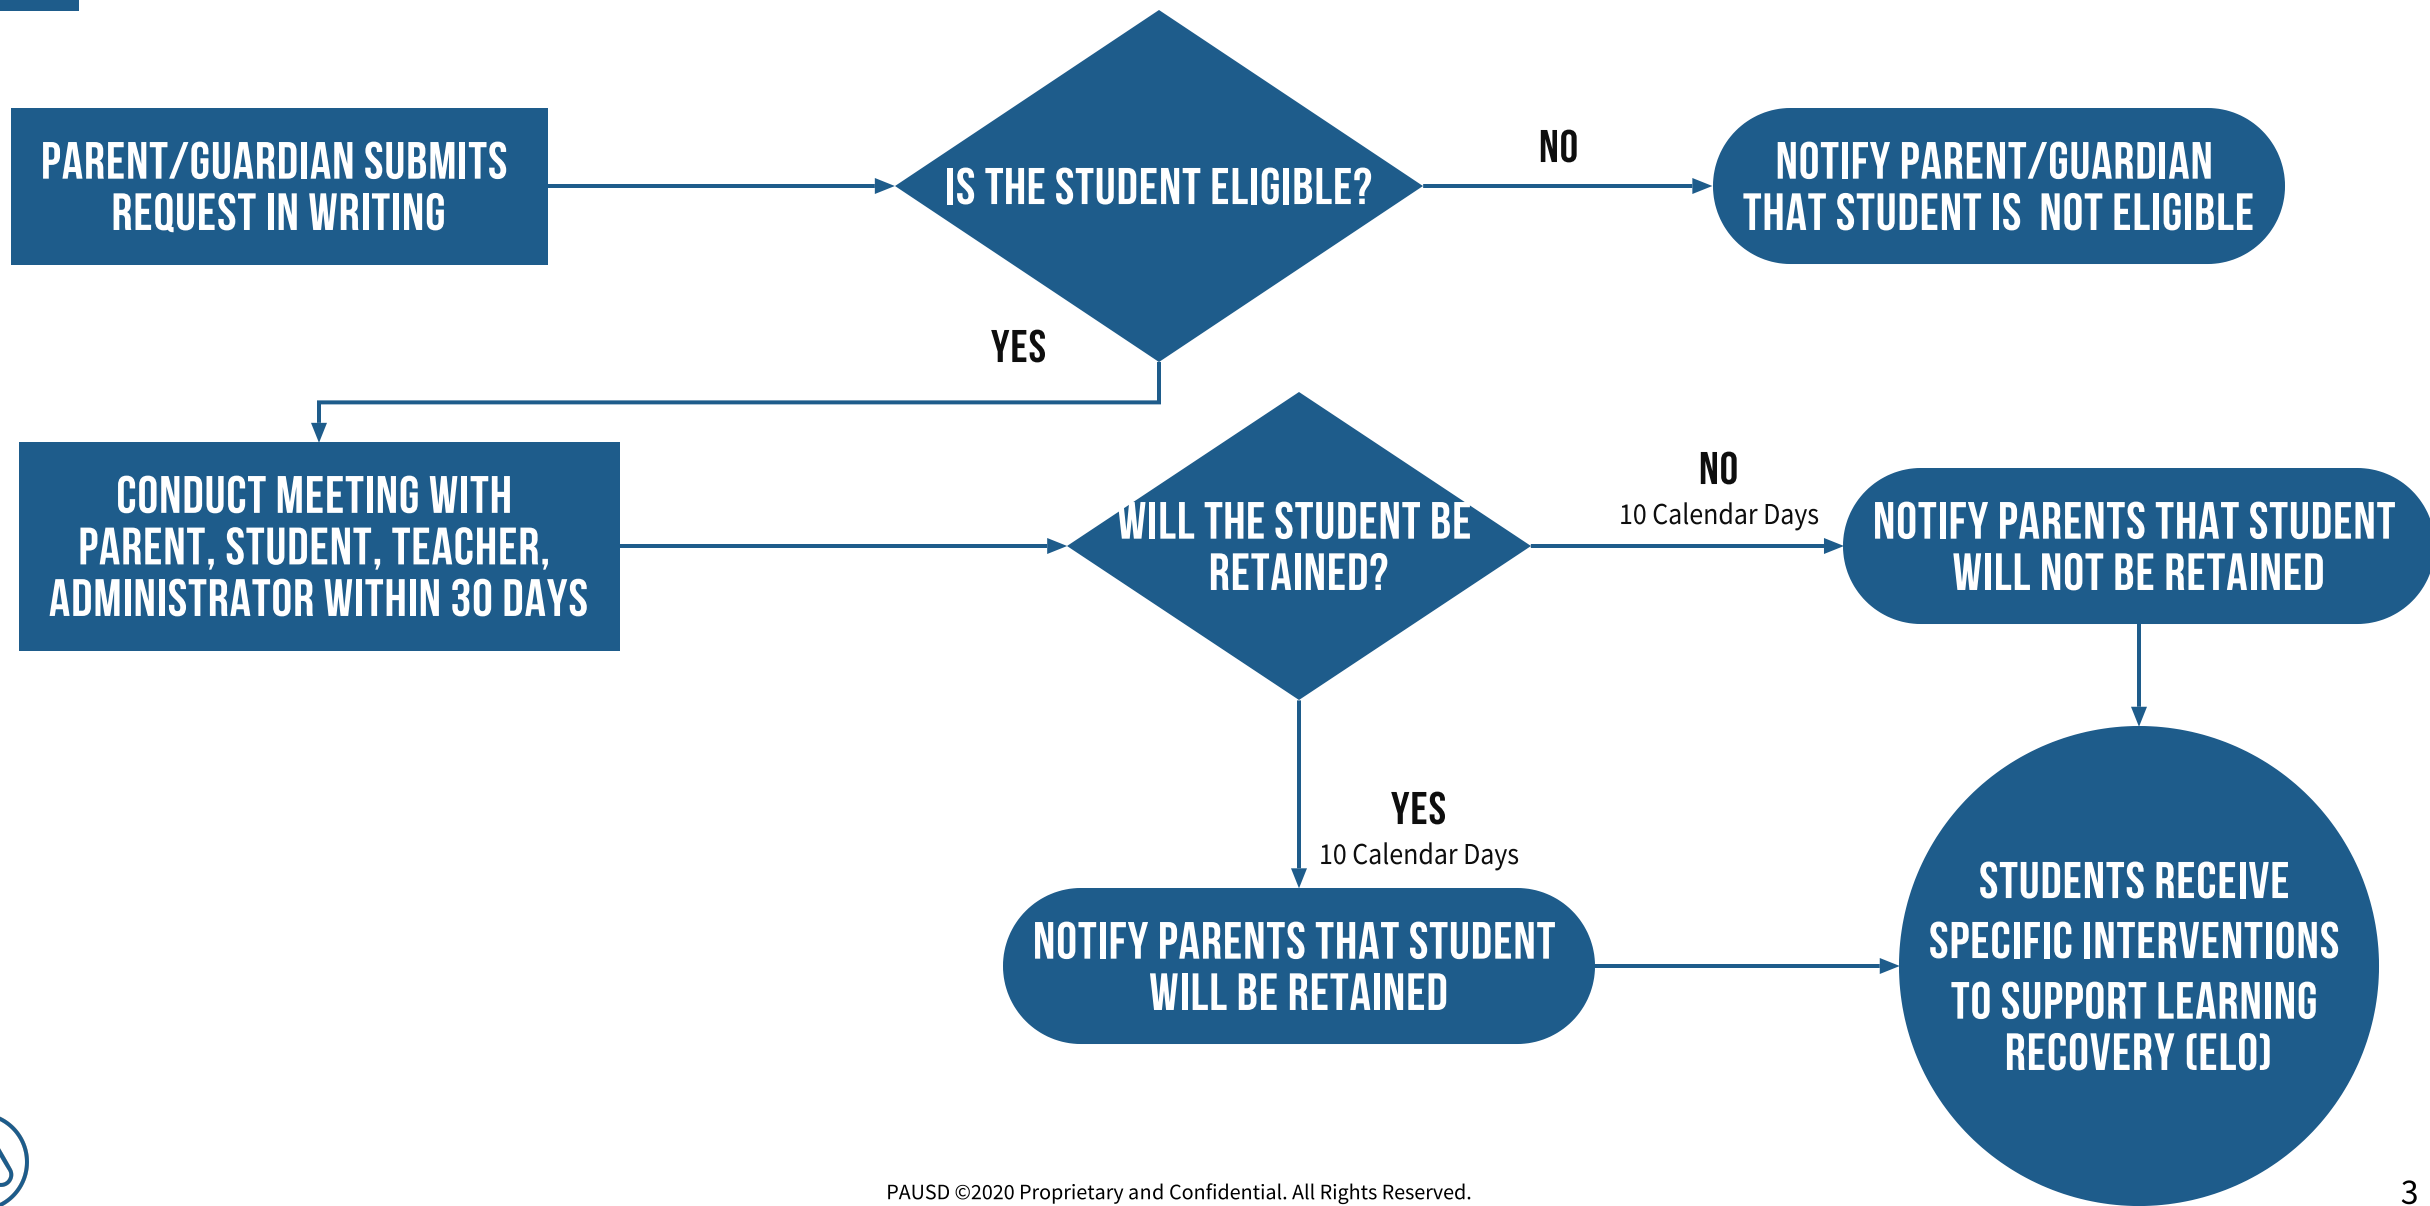 PARENT/GUARDIAN SUBMITS
REQUEST IN WRITING
IS THE STUDENT ELIGIBLE?
NO
NOTIFY PARENT/GUARDIAN
THAT STUDENT IS NOT ELIGIBLE
YES
CONDUCT MEETING WITH
PARENT, STUDENT, TEACHER,
ADMINISTRATOR WITHIN 30 DAYS
WILL THE STUDENT BE
RETAINED?
NO
10 Calendar Days
NOTIFY PARENTS THAT STUDENT
WILL NOT BE RETAINED
YES
10 Calendar Days
NOTIFY PARENTS THAT STUDENT
WILL BE RETAINED
STUDENTS RECEIVE
SPECIFIC INTERVENTIONS
TO SUPPORT LEARNING
RECOVERY (ELO)
PAUSD ©2020 Proprietary and Confidential. All Rights Reserved.
3